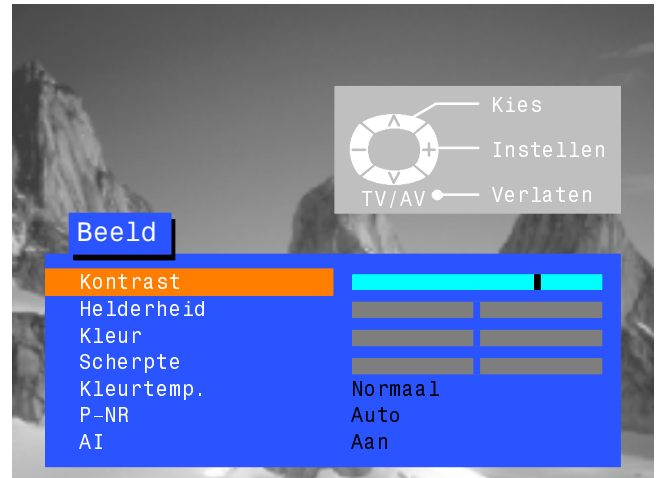 Kies
Instellen
TV/AV Verlaten
Beeld
Kontrast
Helderheid
Kleur
Scherpte
Kleurtemp. Normaal
P-NR Auto
AI Aan